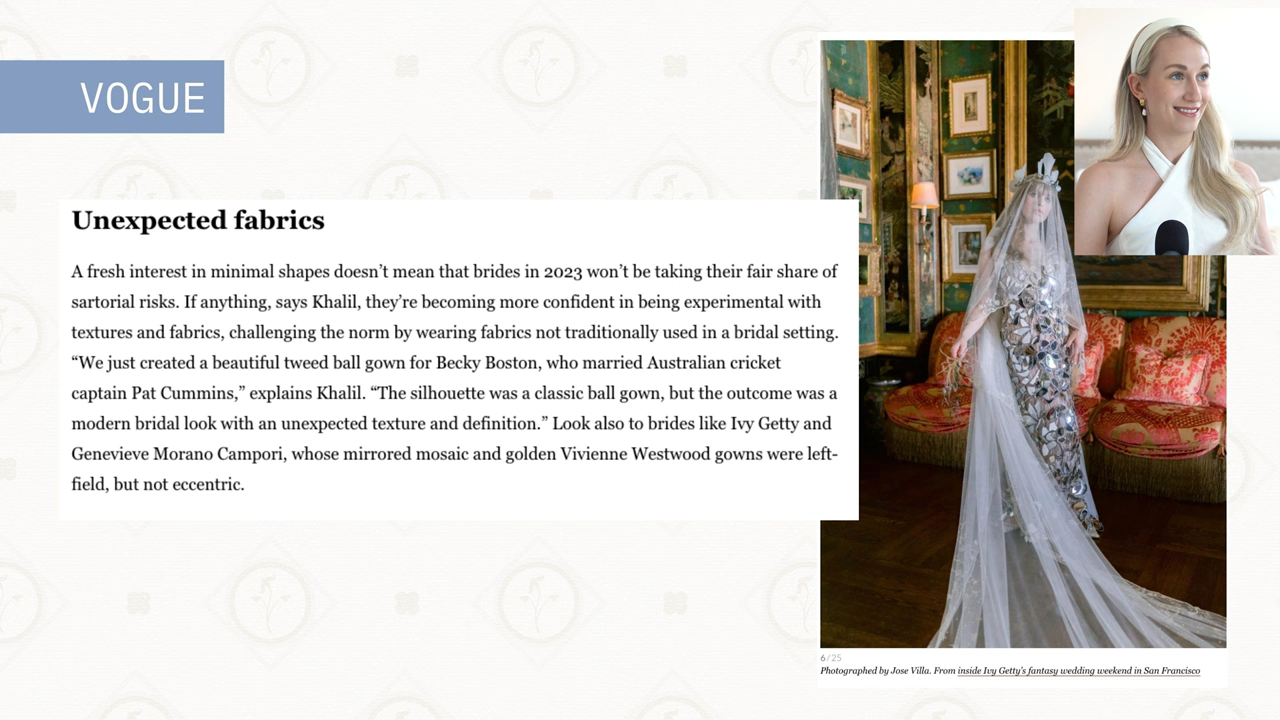 VOGUE
Unexpected fabrics
A fresh interest in minimal shapes doesn’t mean that brides in 2023 won’t be taking their fair share of
sartorial risks. If anything, says Khalil, they’re becoming more confident in being experimental with
textures and fabrics, challenging the norm by wearing fabrics not traditionally used in a bridal setting.
“We just created a beautiful tweed ball gown for Becky Boston, who married Australian cricket
captain Pat Cummins,” explains Khalil. “The silhouette was a classic ball gown, but the outcome was a
modern bridal look with an unexpected texture and definition.” Look also to brides like Ivy Getty and
Genevieve Morano Campori, whose mirrored mosaic and golden Vivienne Westwood gowns were left-
field, but not eccentric.
6/25
Photographed by Jose Villa. From inside Ivy Getty’s fantasy wedding weekend in San Francisco